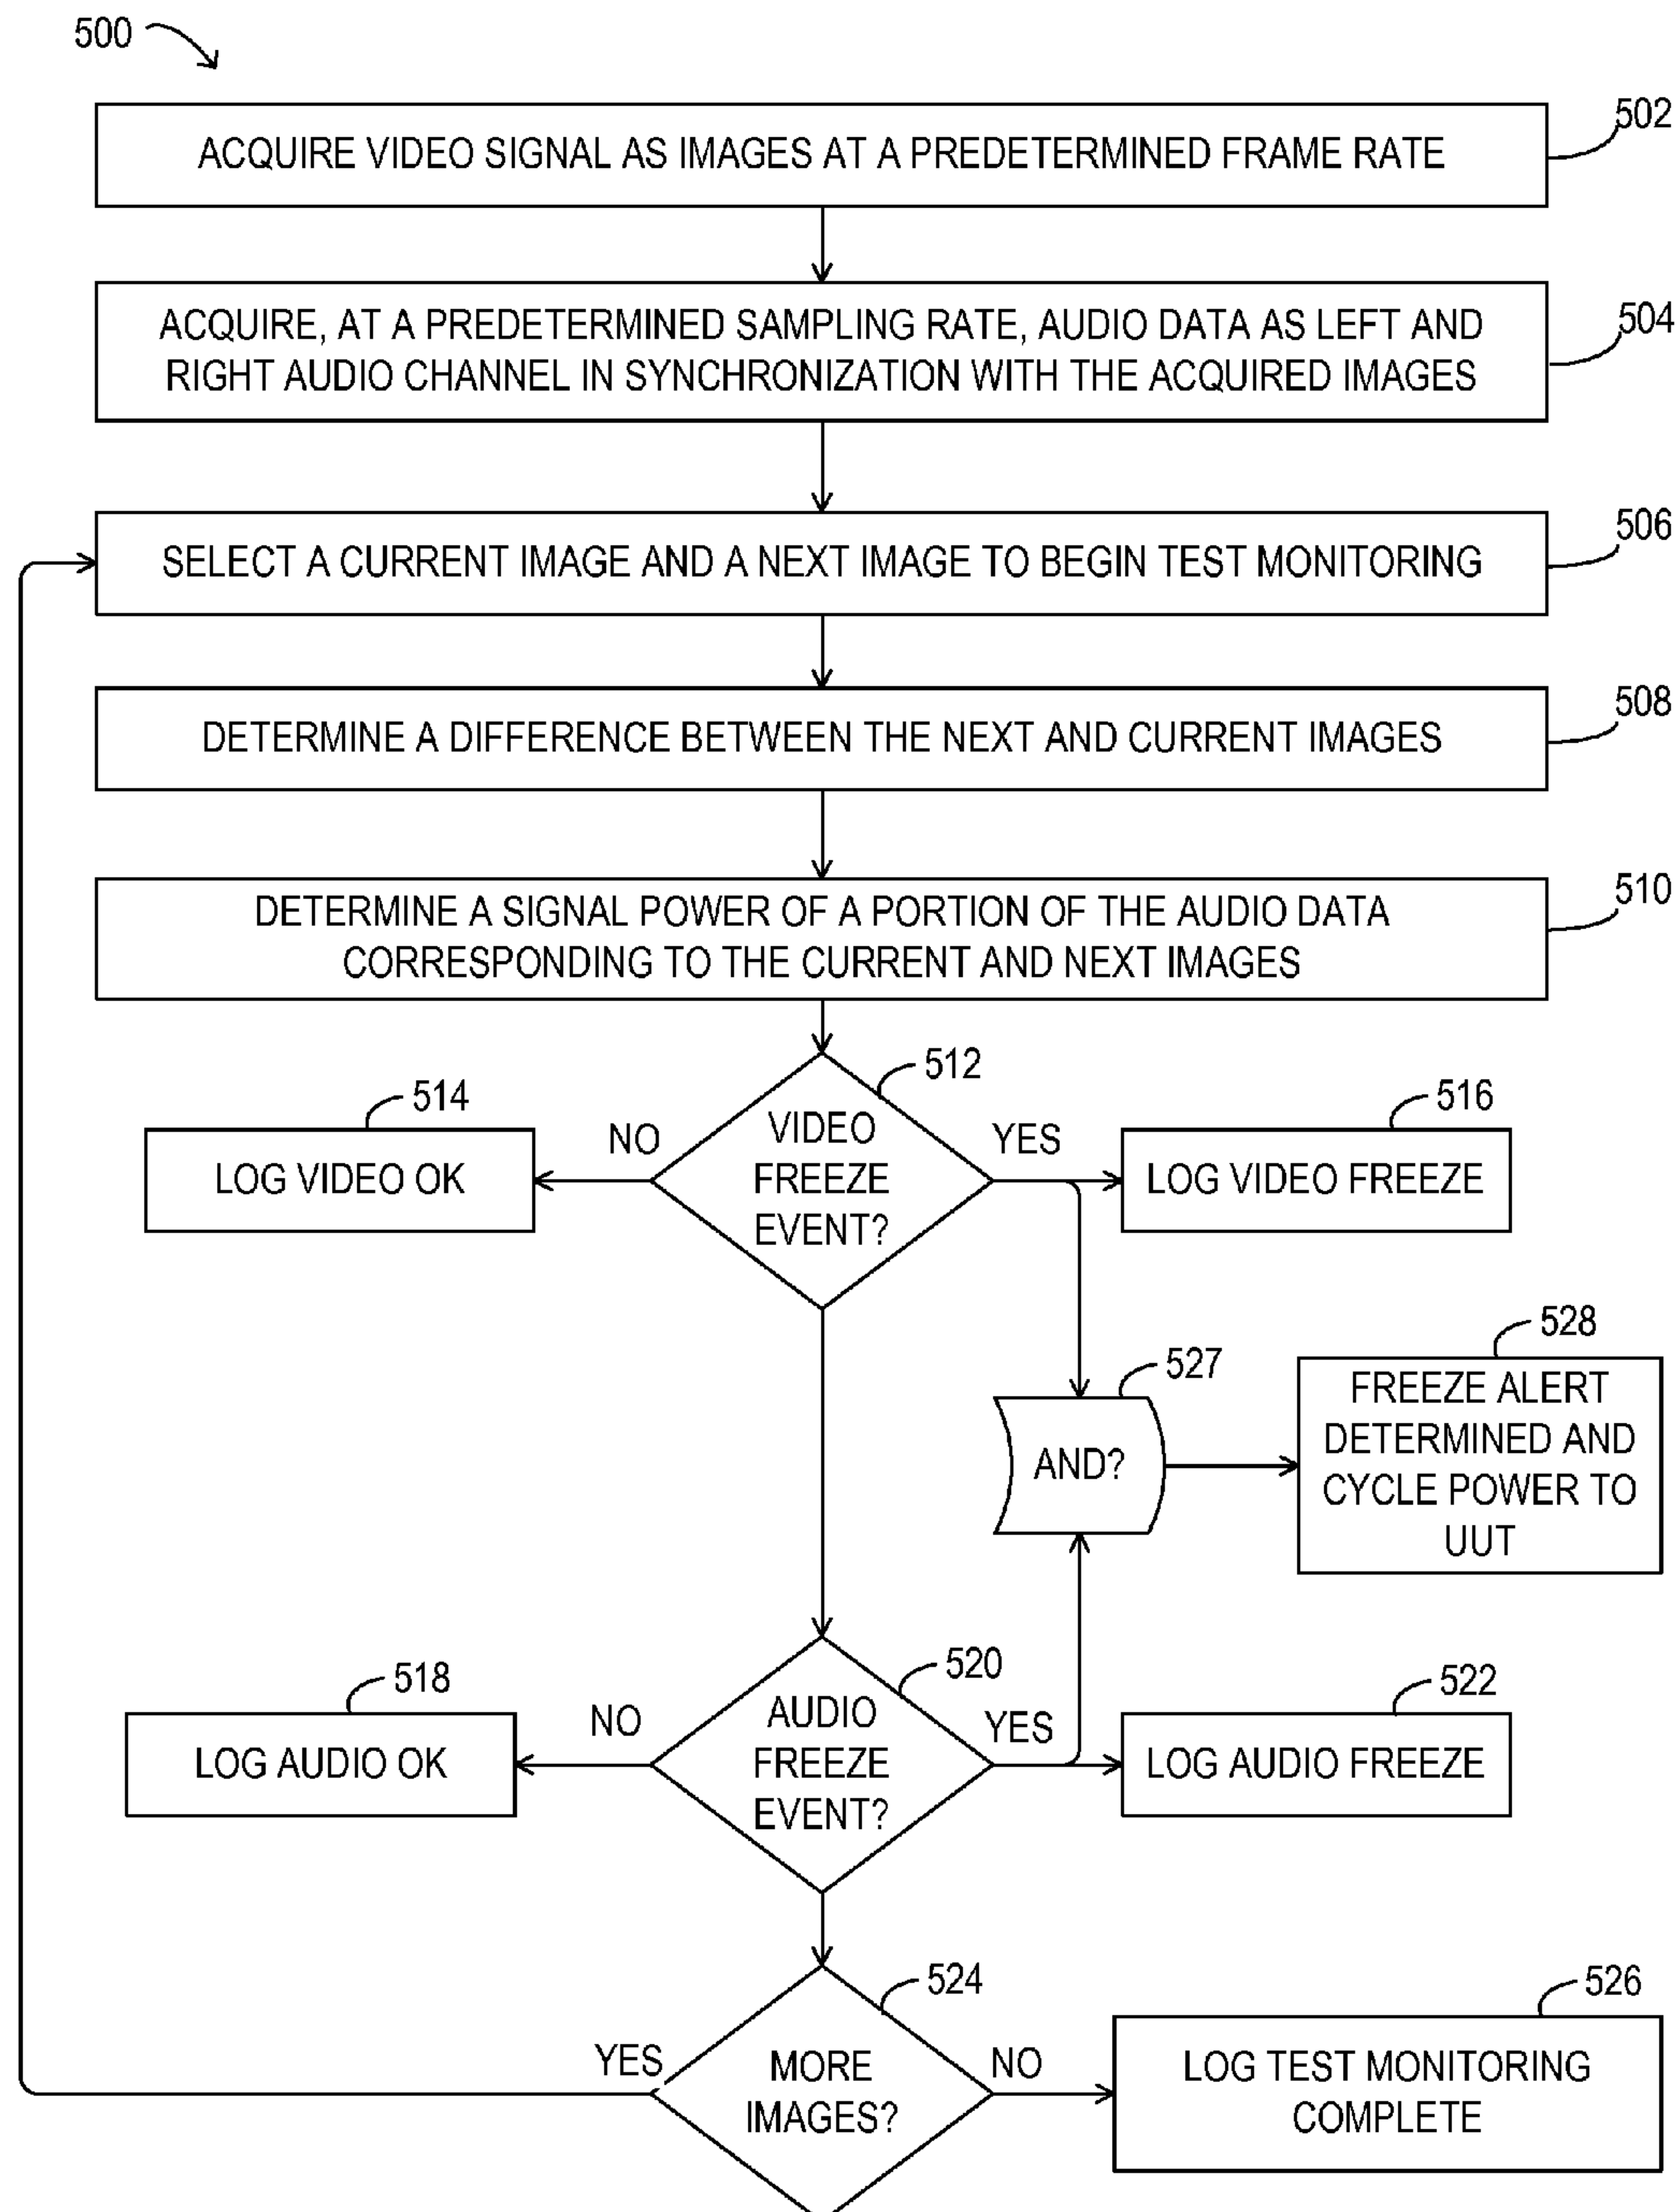 500
502
ACQUIRE VIDEO SIGNAL AS IMAGES AT A PREDETERMINED FRAME RATE
504
ACQUIRE, AT A PREDETERMINED SAMPLING RATE, AUDIO DATA AS LEFT AND
RIGHT AUDIO CHANNEL IN SYNCHRONIZATION WITH THE ACQUIRED IMAGES
506
SELECT A CURRENT IMAGE AND A NEXT IMAGE TO BEGIN TEST MONITORING
508
DETERMINE A DIFFERENCE BETWEEN THE NEXT AND CURRENT IMAGES
510
DETERMINE A SIGNAL POWER OF A PORTION OF THE AUDIO DATA
CORRESPONDING TO THE CURRENT AND NEXT IMAGES
512
VIDEO
FREEZE
EVENT?
NO
514
LOG VIDEO OK
YES
516
LOG VIDEO FREEZE
527
AND?
528
FREEZE ALERT
DETERMINED AND
CYCLE POWER TO
UUT
520
AUDIO
FREEZE
EVENT?
NO
518
LOG AUDIO OK
YES
522
LOG AUDIO FREEZE
524
MORE
IMAGES?
YES
NO
526
LOG TEST MONITORING
COMPLETE